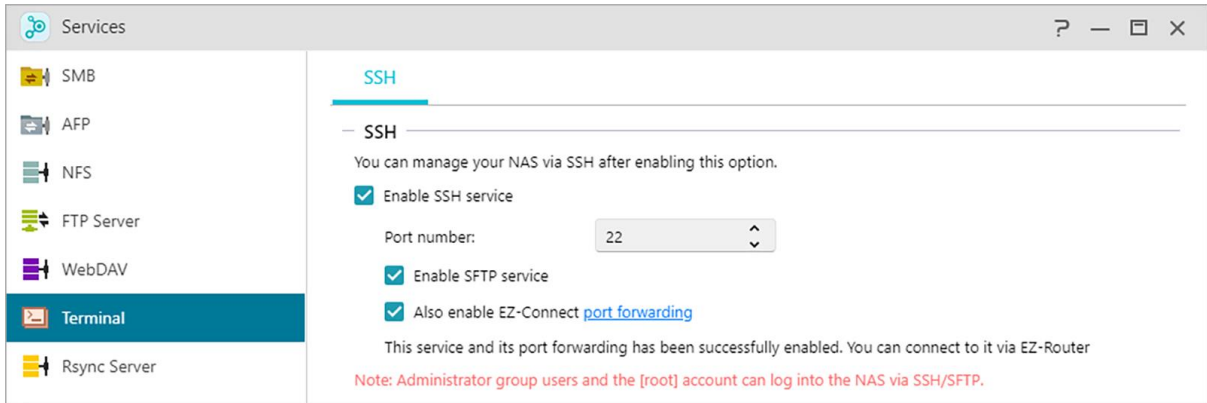 Services
SMB
AFP
NFS
FTP Server
WebDAV
Terminal
Rsync Server
SSH
SSH
You can manage your NAS via SSH after enabling this option.
Enable SSH service
Port number:
22
Enable SFTP service
Also enable EZ-Connect port forwarding
This service and its port forwarding has been successfully enabled. You can connect to it via EZ-Router
Note: Administrator group users and the [root] account can log into the NAS via SSH/SFTP.